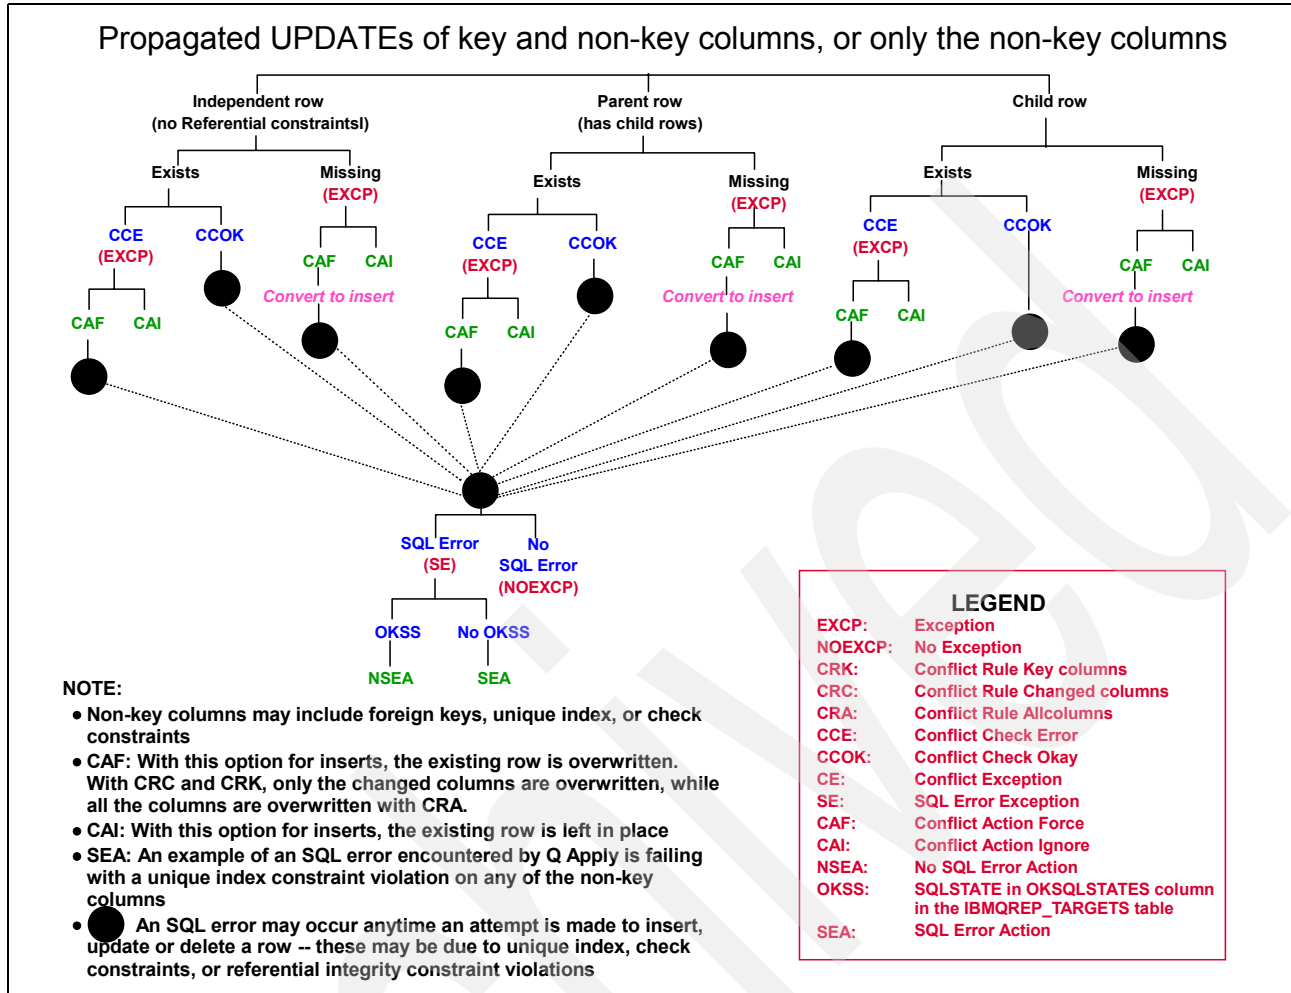 Propagated UPDATEs of key and non-key columns, or only the non-key columns
Independent row
(no Referential constraintsl)
Parent row
(has child rows)
Child row
Exists
Missing
(EXCP)
Exists
Missing
(EXCP)
Exists
Missing
(EXCP)
CCE
(EXCP)
CCOK
CAF
CAI
Convert to insert
CAF
CAI
CCE
(EXCP)
CCOK
CAF
CAI
Convert to insert
CAF
CAI
CCE
(EXCP)
CCOK
CAF
CAI
Convert to insert
CAF
CAI
SQL Error
(SE)
No
SQL Error
(NOEXCP)
OKSS
No OKSS
NSEA
SEA
NOTE:
● Non-key columns may include foreign keys, unique index, or check
constraints
● CAF: With this option for inserts, the existing row is overwritten.
With CRC and CRK, only the changed columns are overwritten, while
all the columns are overwritten with CRA.
● CAI: With this option for inserts, the existing row is left in place
● SEA: An example of an SQL error encountered by Q Apply is failing
with a unique index constraint violation on any of the non-key
columns
● An SQL error may occur anytime an attempt is made to insert,
update or delete a row -- these may be due to unique index, check
constraints, or referential integrity constraint violations
LEGEND
EXCP: Exception
NOEXCP: No Exception
CRK: Conflict Rule Key columns
CRC: Conflict Rule Changed columns
CRA: Conflict Rule Allcolumns
CCE: Conflict Check Error
CCOK: Conflict Check Okay
CE: Conflict Exception
SE: SQL Error Exception
CAF: Conflict Action Force
CAI: Conflict Action Ignore
NSEA: No SQL Error Action
OKSS: SQLSTATE in OKSQLSTATES column
in the IBMQREP_TARGETS table
SEA: SQL Error Action